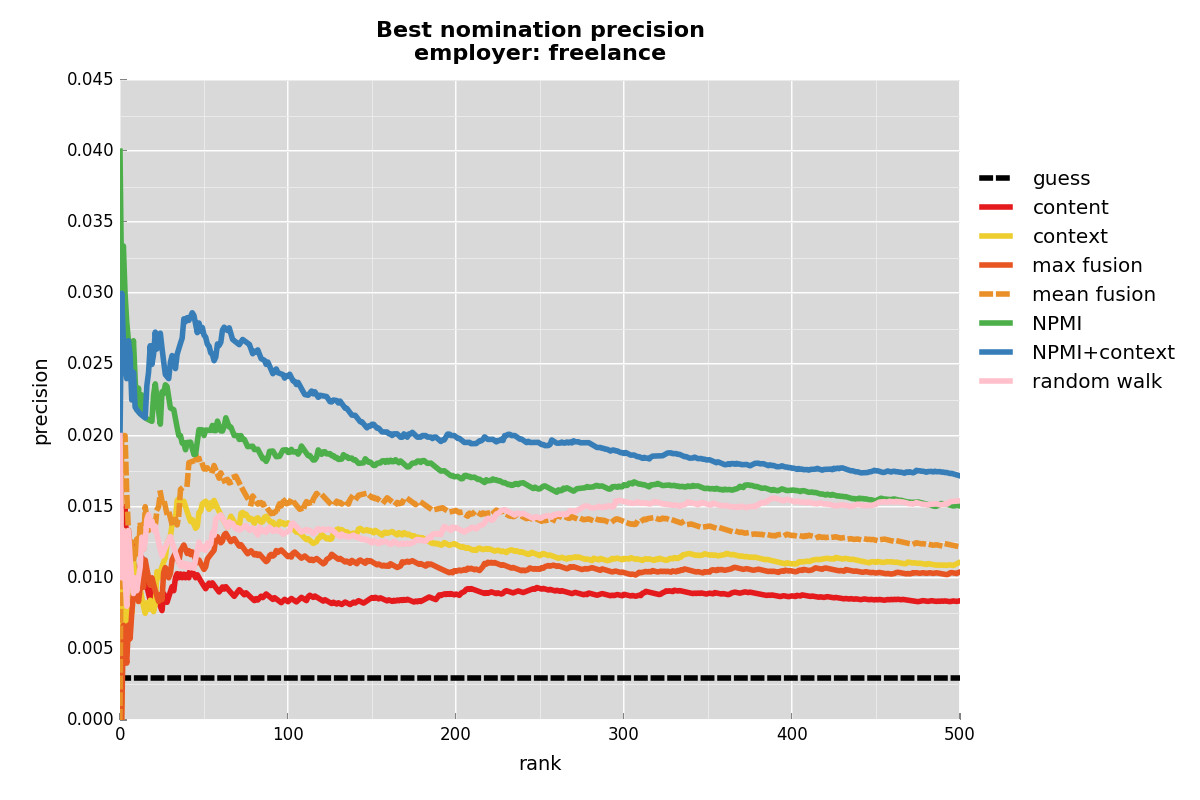 Best nomination precision
employer: freelance
precision
0.045
0.040
0.035
0.030
0.025
0.020
0.015
0.010
0.005
0.000
0
100
200
300
400
500
rank
guess
content
context
max fusion
mean fusion
NPMI
NPMI+context
random walk